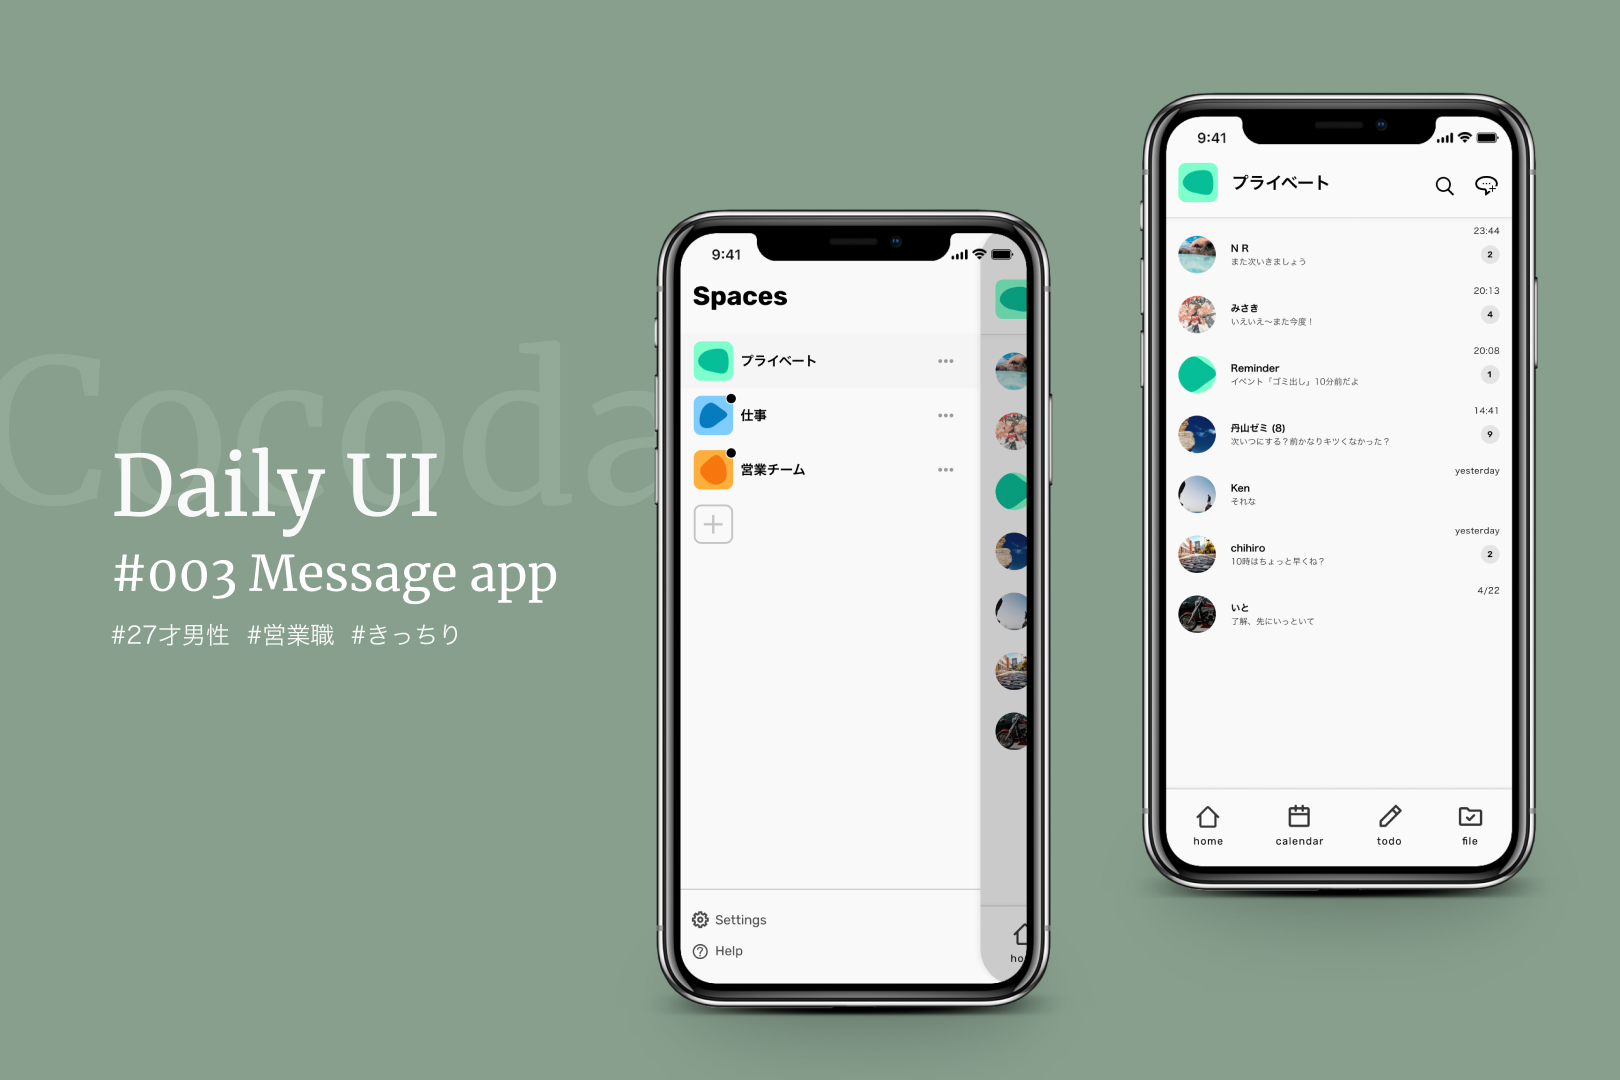 Cocoda
Daily UI
#003 Message app
#27才男性 #営業職 #きっちり
9:41
Spaces
プライベート
仕事
営業チーム
Settings
Help
ho
9:41
プライベート
23:44
N R
また次いきましょう
2
20:13
みさき
いえいえ〜また今度！
4
20:08
Reminder
イベント「ゴミ出し」10分前だよ
1
14:41
丹山ゼミ (8)
次いつにする？前かなりキツくなかった？
9
yesterday
Ken
それな
yesterday
chihiro
10時はちょっと早くね？
2
4/22
いと
了解、先にいっといて
home calendar todo file